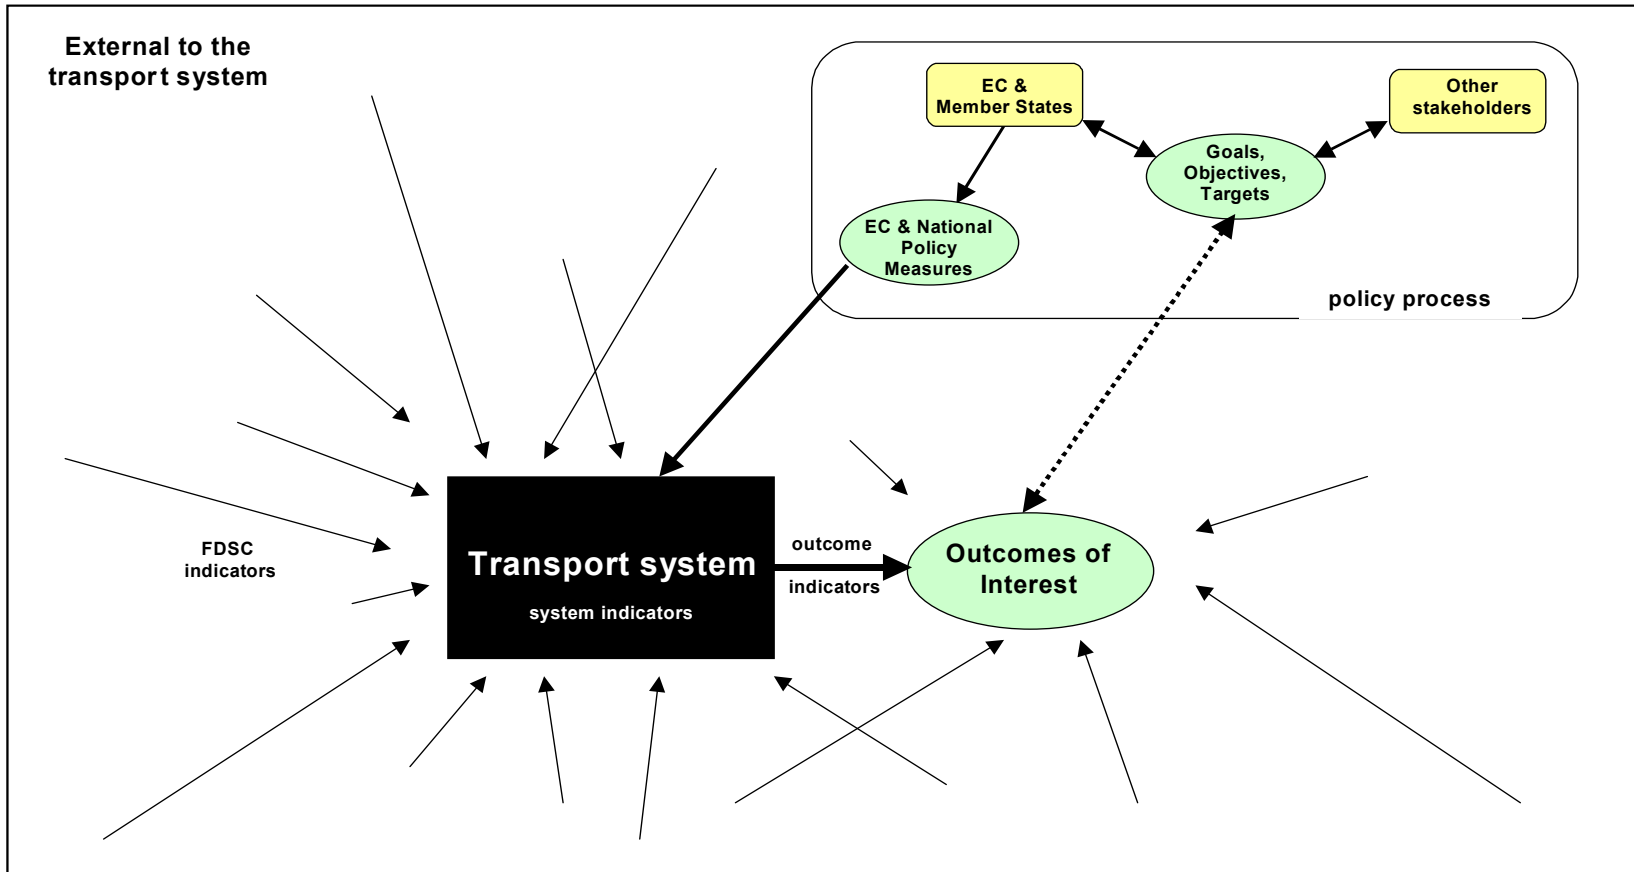 External to the
transport system
EC &
Member States
Other
stakeholders
Goals,
Objectives,
Targets
EC & National
Policy
Measures
policy process
FDSC
indicators
Transport system
system indicators
outcome
indicators
Outcomes of
Interest